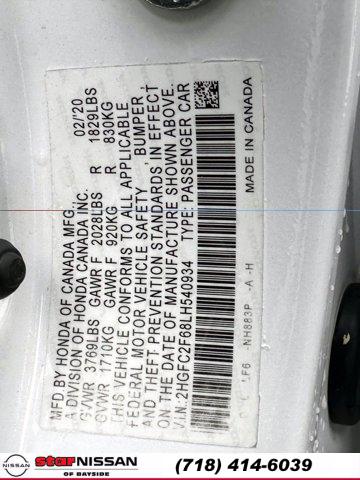 MFD BY HONDA OF CANADA MFG., 02/'20
A DIVISION OF HONDA CANADA INC.
GVWR 3769LBS GAWR F 2028LBS R 1829LBS
GVWR 1710KG GAWR F 920KG R 830KG
THIS VEHICLE CONFORMS TO ALL APPLICABLE
FEDERAL MOTOR VEHICLE SAFETY, BUMPER,
AND THEFT PREVENTION STANDARDS IN EFFECT
ON THE DATE OF MANUFACTURE SHOWN ABOVE.
V.I.N:2HGFC2F68LH540934 TYPE: PASSENGER CAR
NH883P -A -H MADE IN CANADA
NISSAN starNISSAN (718) 414-6039
OF BAYSIDE